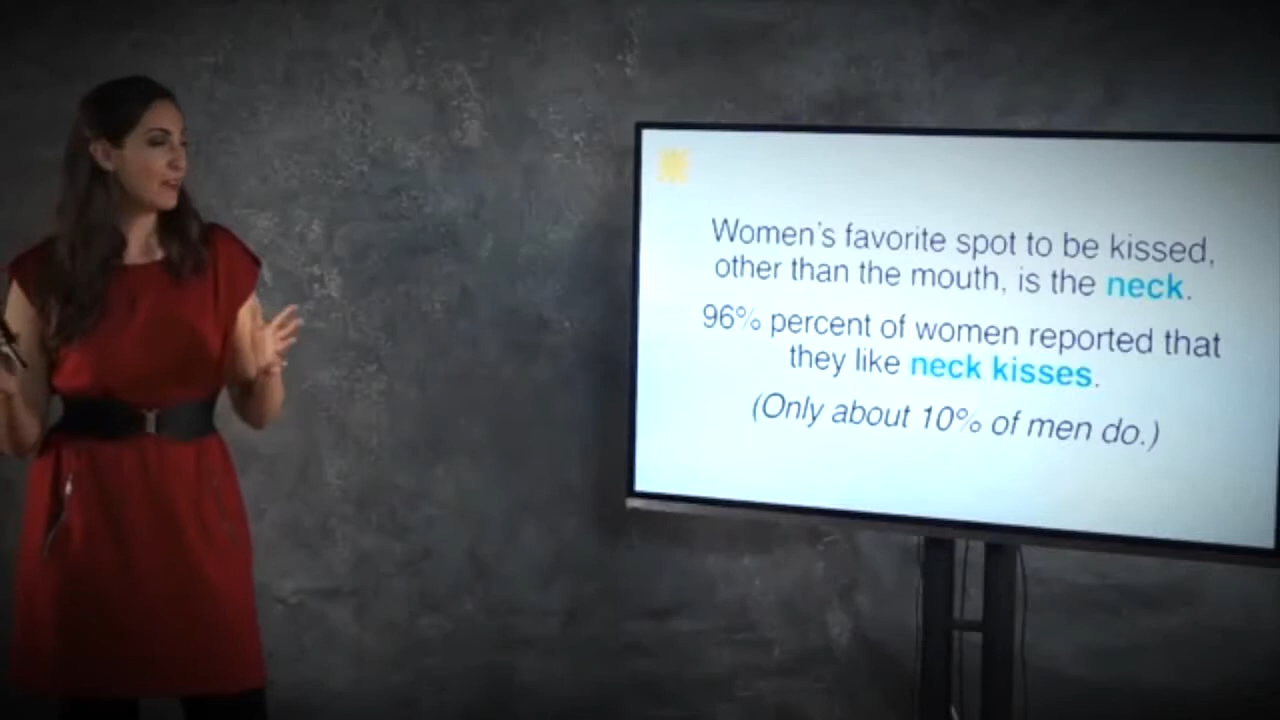 Women's favorite spot to be kissed,
other than the mouth, is the neck.
96% percent of women reported that
they like neck kisses.
(Only about 10% of men do.)